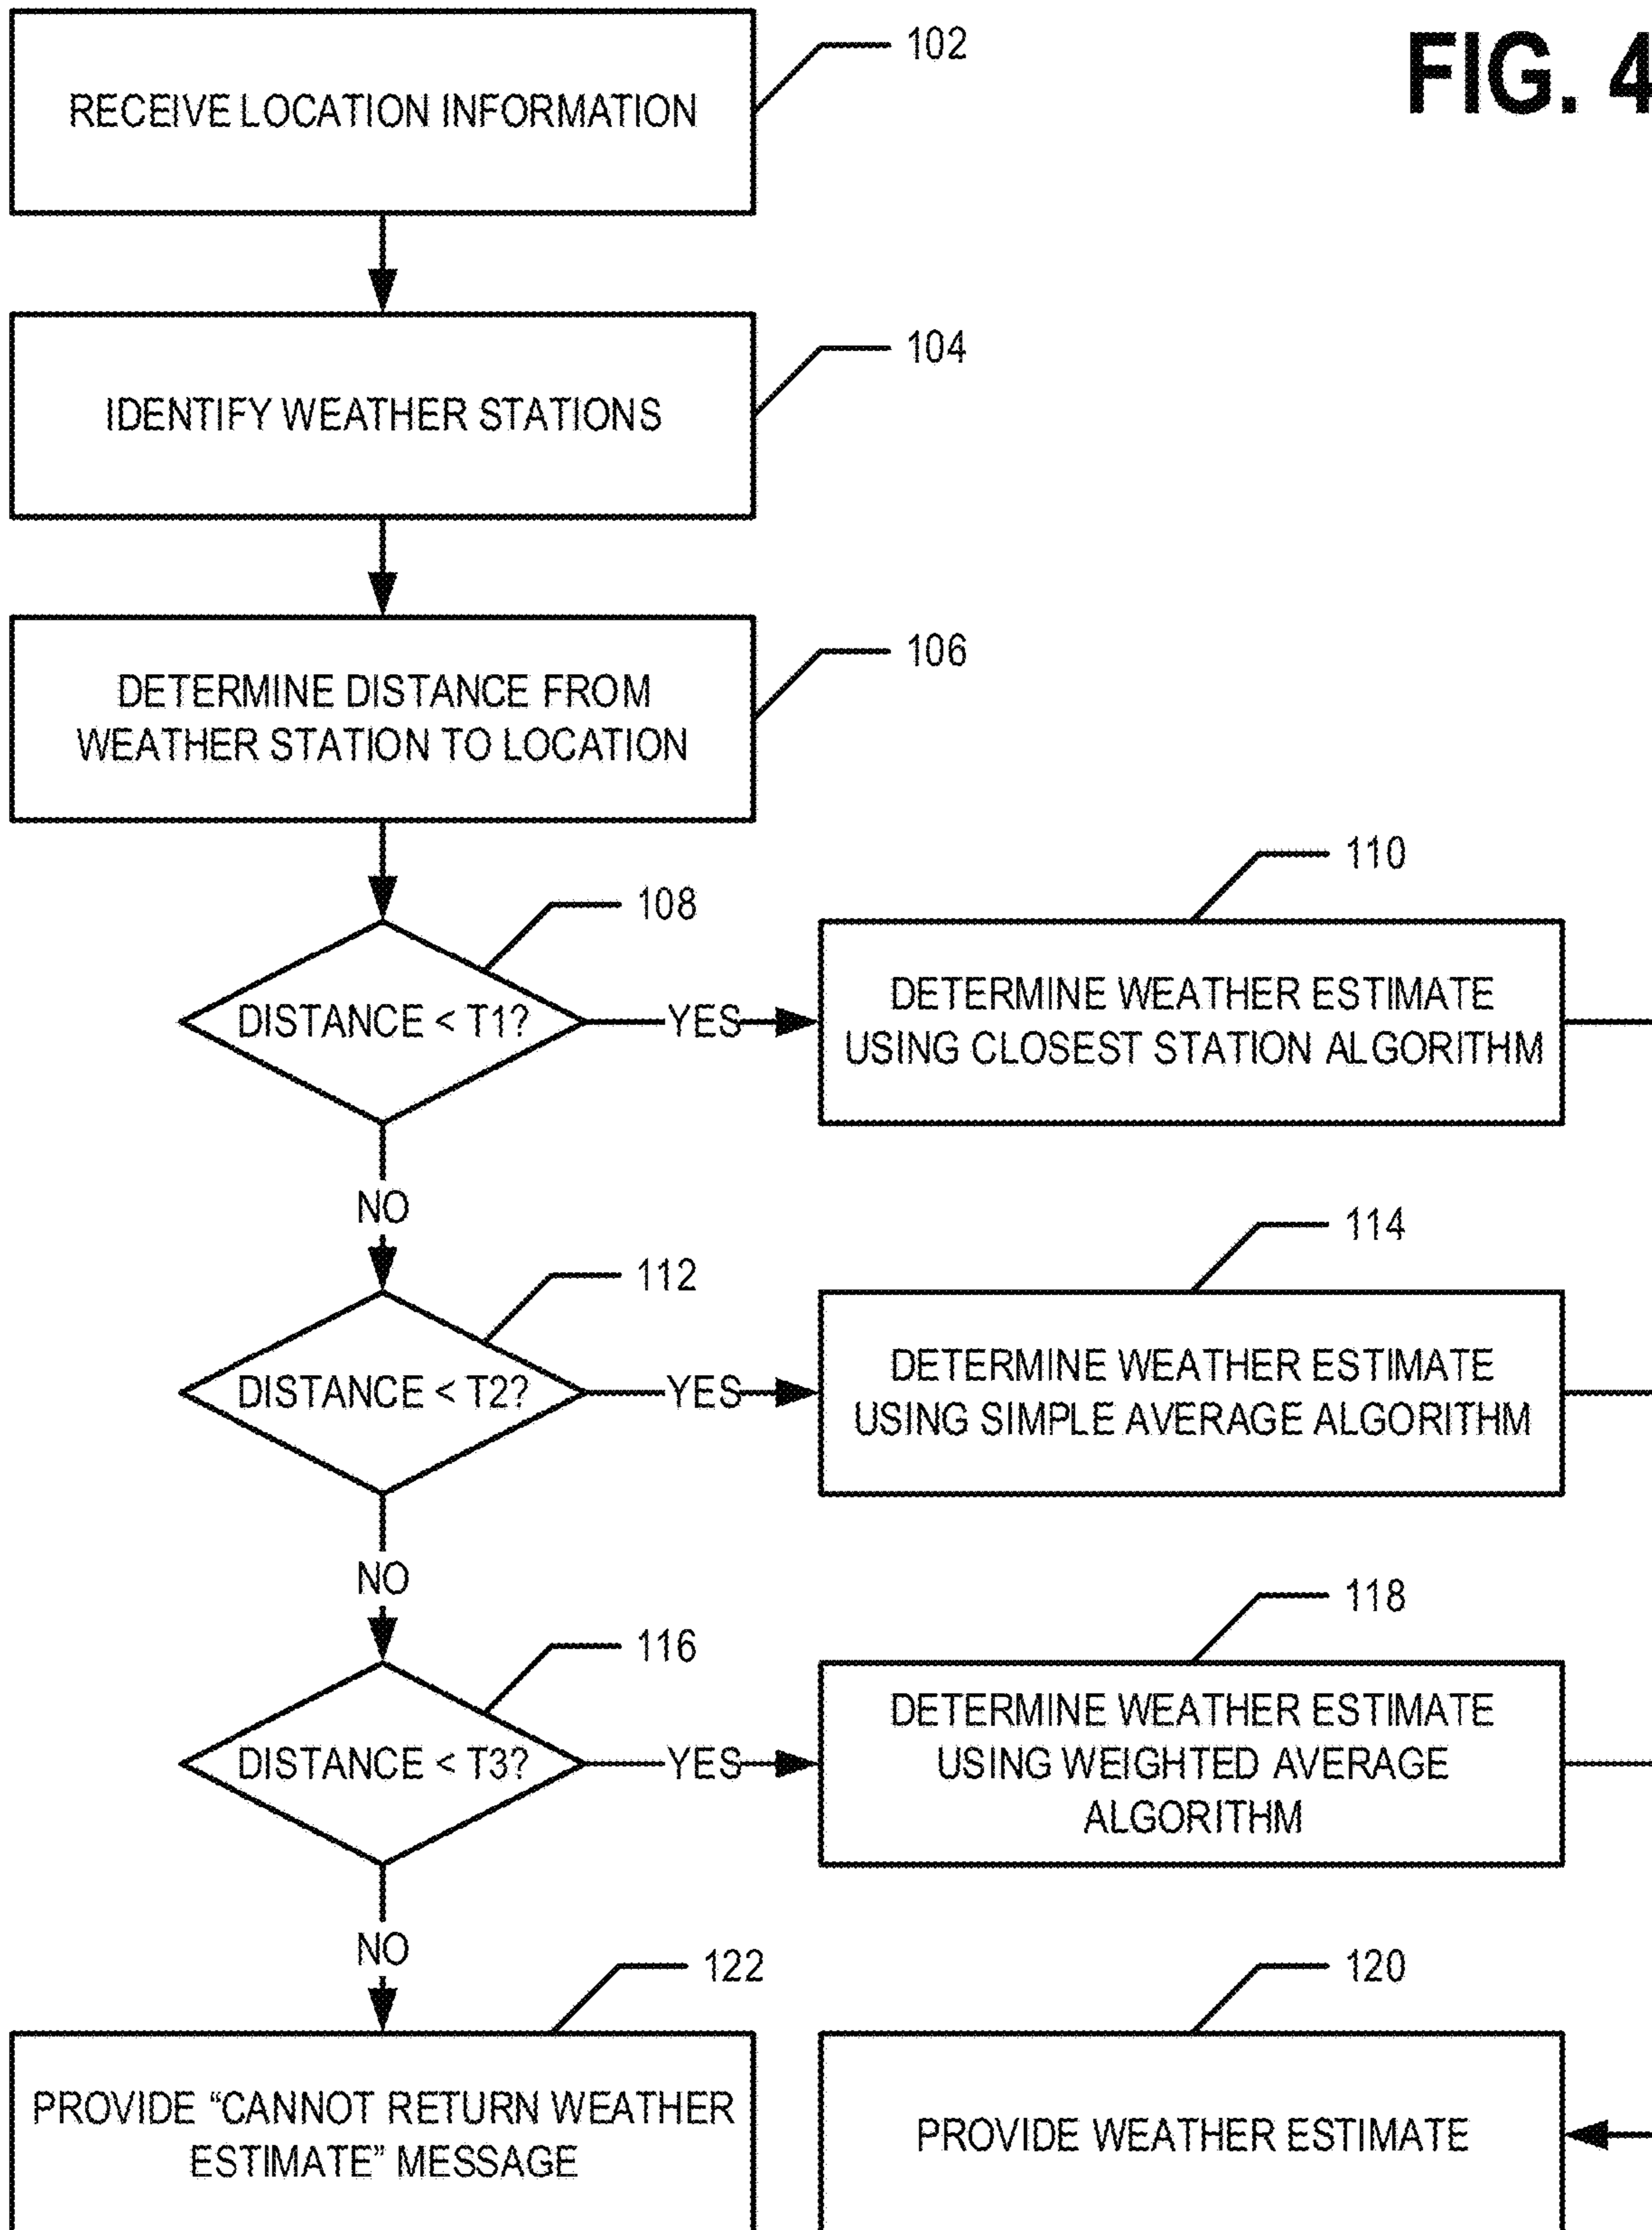 FIG. 4
102
RECEIVE LOCATION INFORMATION
104
IDENTIFY WEATHER STATIONS
106
DETERMINE DISTANCE FROM
WEATHER STATION TO LOCATION
108
DISTANCE < T1?
YES
110
DETERMINE WEATHER ESTIMATE
USING CLOSEST STATION ALGORITHM
NO
112
DISTANCE < T2?
YES
114
DETERMINE WEATHER ESTIMATE
USING SIMPLE AVERAGE ALGORITHM
NO
116
DISTANCE < T3?
YES
118
DETERMINE WEATHER ESTIMATE
USING WEIGHTED AVERAGE
ALGORITHM
NO
122
PROVIDE “CANNOT RETURN WEATHER
ESTIMATE” MESSAGE
120
PROVIDE WEATHER ESTIMATE